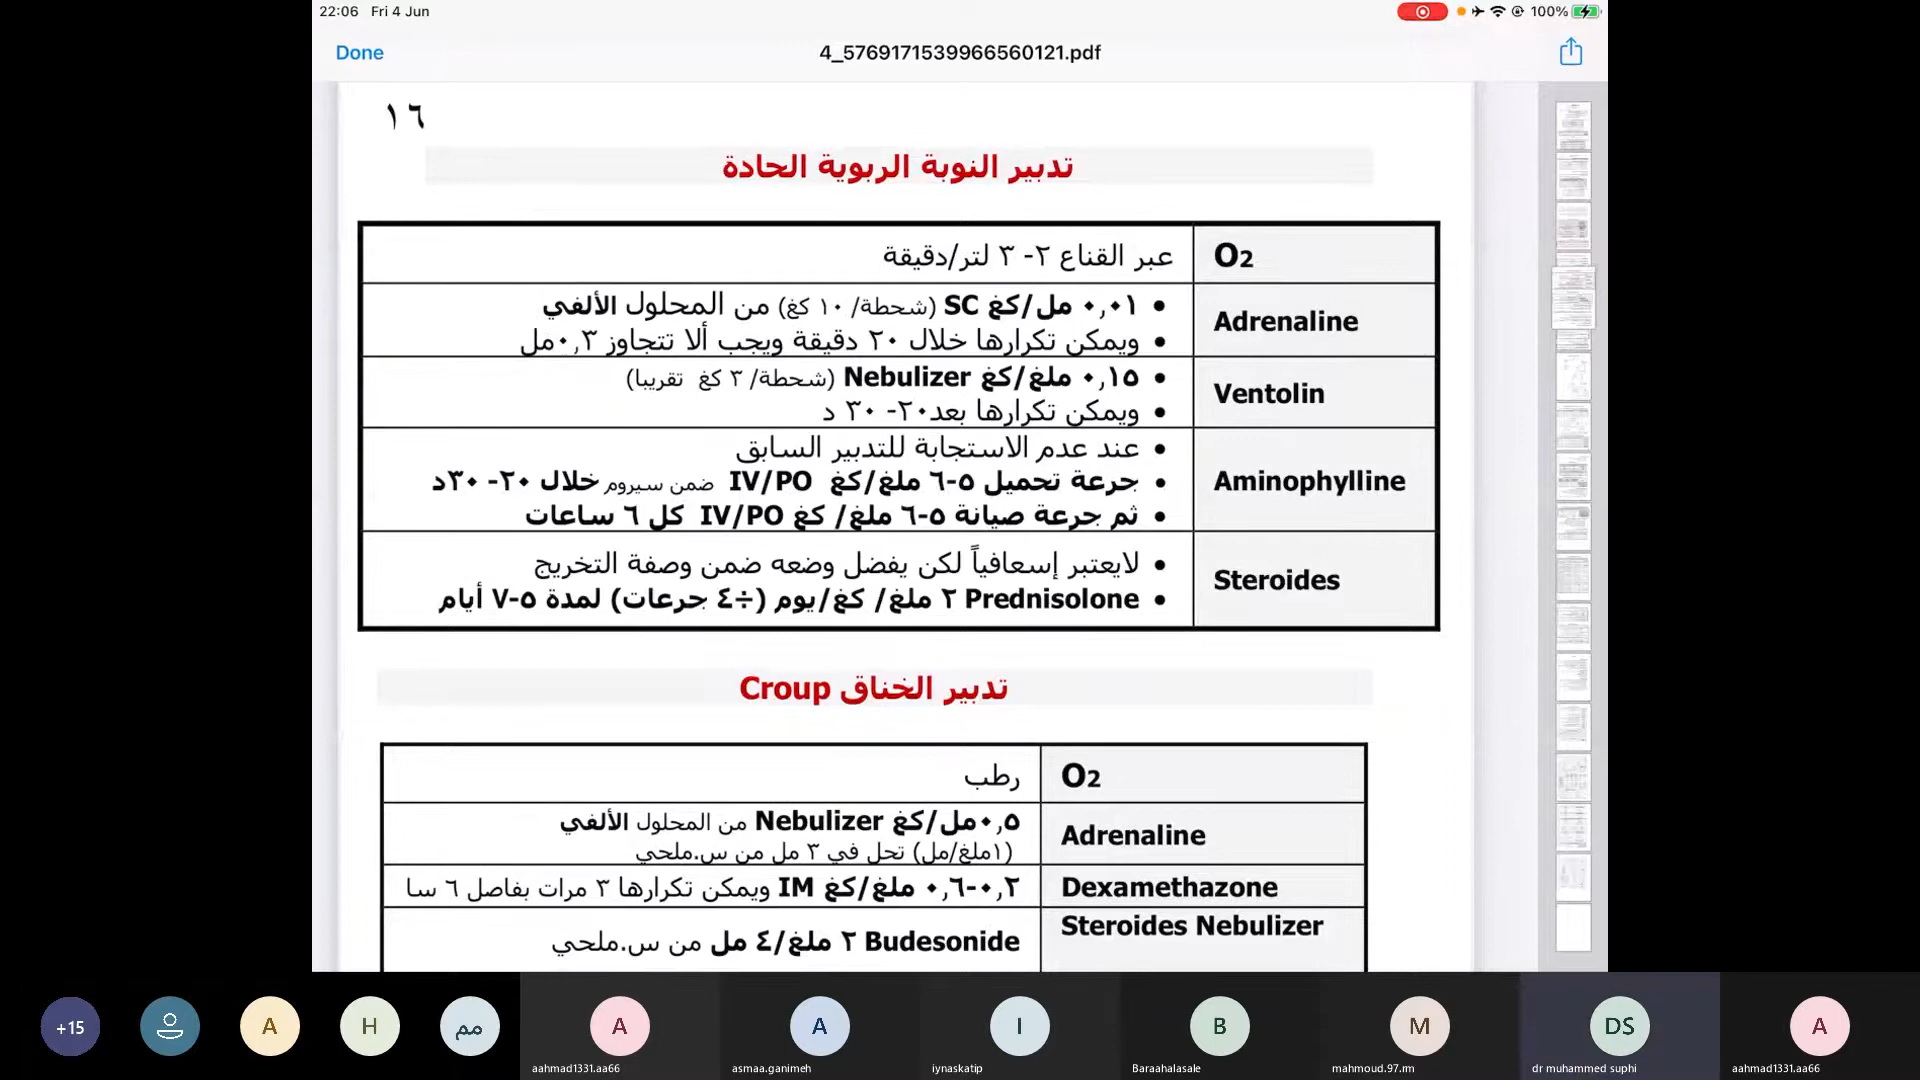 22:06 Fri 4 Jun
100%
Done
4_5769171539966560121.pdf
١٦
تدبير النوبة الربوية الحادة
O2
عبر القناع ٢- ٣ لتر/دقيقة
Adrenaline
• ٠,٠١ مل/كغ SC (شحطة/ ١٠ كغ) من المحلول الألفي
• ويمكن تكرارها خلال ٢٠ دقيقة ويجب ألا تتجاوز ٠,٣مل
Ventolin
• ٠,١٥ ملغ/كغ Nebulizer (شحطة/ ٣ كغ تقريبا)
• ويمكن تكرارها بعد٢٠- ٣٠ د
Aminophylline
• عند عدم الاستجابة للتدبير السابق
• جرعة تحميل ٥-٦ ملغ/كغ IV/PO ضمن سيروم خلال ٢٠- ٣٠د
• ثم جرعة صيانة ٥-٦ ملغ/ كغ IV/PO كل ٦ ساعات
Steroides
• لايعتبر إسعافياً لكن يفضل وضعه ضمن وصفة التخريج
• Prednisolone ٢ ملغ/ كغ/يوم (÷٤ جرعات) لمدة ٥-٧ أيام
تدبير الخناق Croup
O2
رطب
Adrenaline
٠,٥مل/كغ Nebulizer من المحلول الألفي
(١ملغ/مل) تحل في ٣ مل من س.ملحي
Dexamethazone
٠,٢-٠,٦ ملغ/كغ IM ويمكن تكرارها ٣ مرات بفاصل ٦ سا
Steroides Nebulizer
Budesonide ٢ ملغ/٤ مل من س.ملحي
+15
A
H
مم
A
A
I
B
M
DS
A
aahmad1331.aa66
asmaa.ganimeh
iynaskatip
Baraahalasale
mahmoud.97.rm
dr muhammed suphi
aahmad1331.aa66